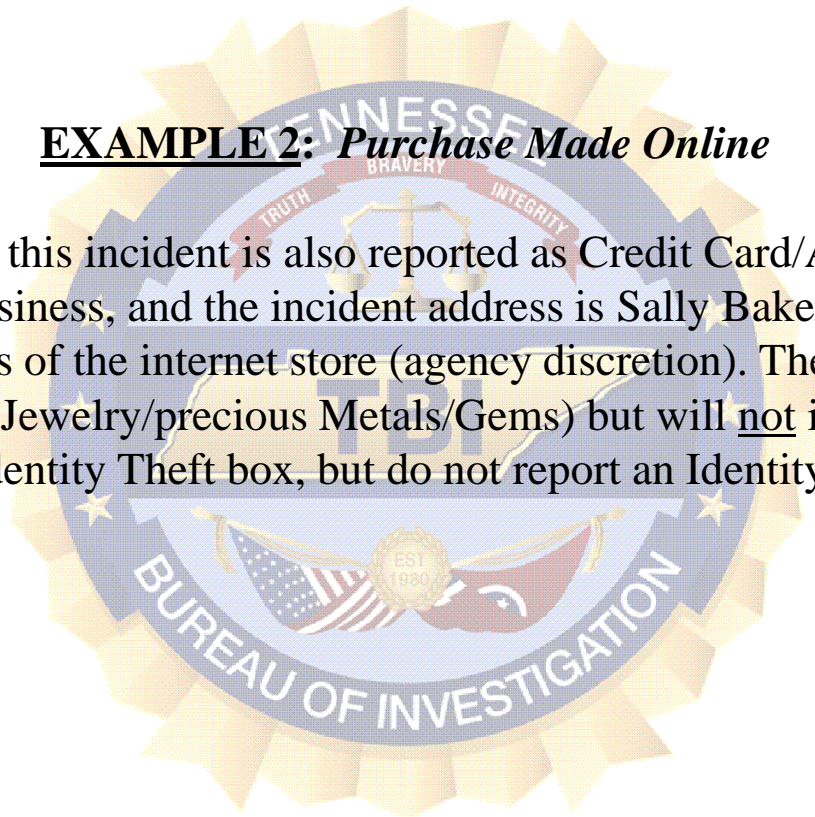 EXAMPLE 2: Purchase Made Online
this incident is also reported as Credit Card/
siness, and the incident address is Sally Bake
s of the internet store (agency discretion). The
Jewelry/precious Metals/Gems) but will not i
dentity Theft box, but do not report an Identity
TENNESSEE
BRAVERY
TRUTH
INTEGRITY
TBI
EST
1980
BUREAU OF INVESTIGATION